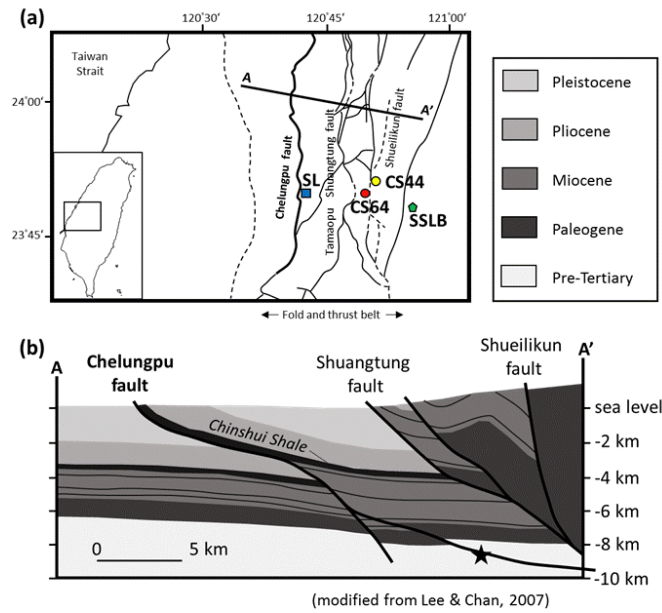 (a)
120°30'
120°45'
121°00'
Taiwan
Strait
24°00'
23°45'
A
A'
Chelungpu fault
Tamaopu Shuangtung fault
Shueilikun fault
SL
CS44
CS64
SSLB
Fold and thrust belt
Pleistocene
Pliocene
Miocene
Paleogene
Pre-Tertiary
(b)
A
Chelungpu
fault
Shuangtung
fault
Shueilikun
fault
A'
Chinshui Shale
sea level
-2 km
-4 km
-6 km
-8 km
-10 km
0
5 km
(modified from Lee & Chan, 2007)